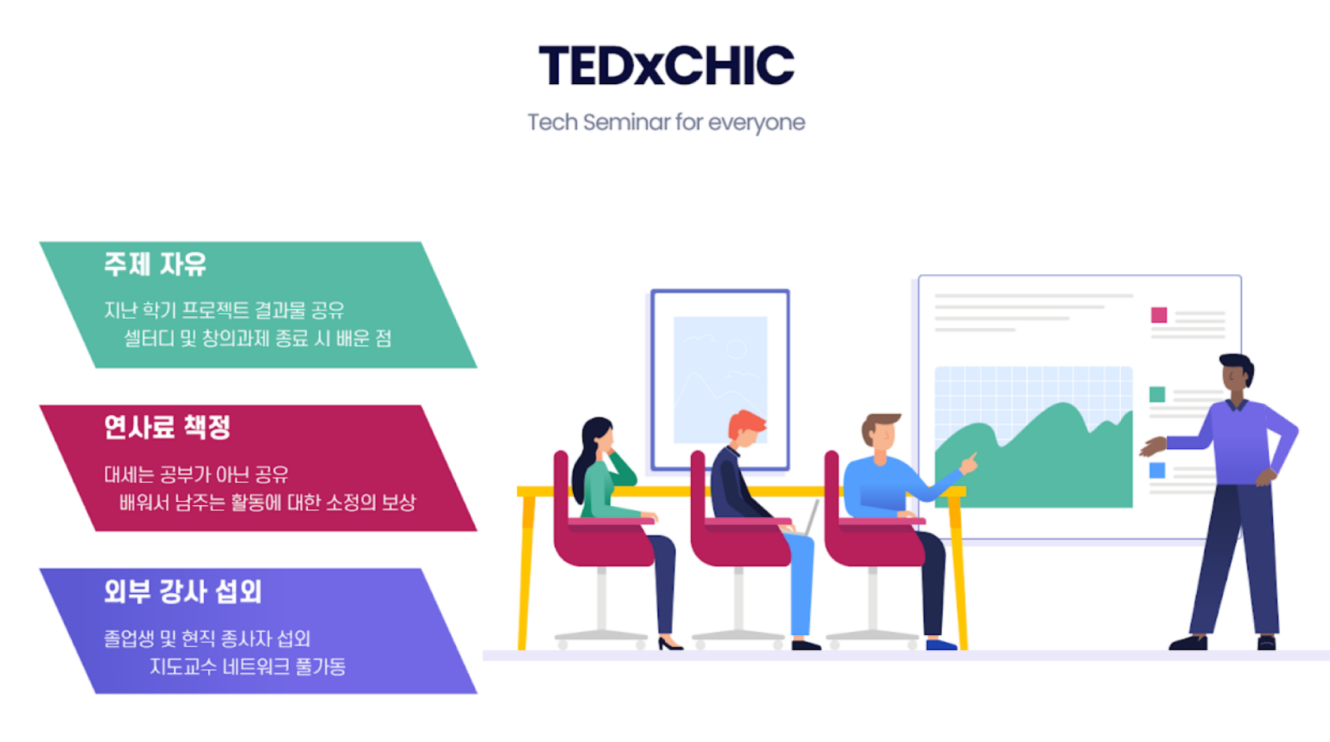 TEDxCHIC
Tech Seminar for everyone
주제 자유
지난 학기 프로젝트 결과물 공유
셀터디 및 창의과제 종료 시 배운 점
연사료 책정
대세는 공부가 아닌 공유
배워서 남주는 활동에 대한 소정의 보상
외부 강사 섭외
졸업생 및 현직 종사자 섭외
지도교수 네트워크 풀가동